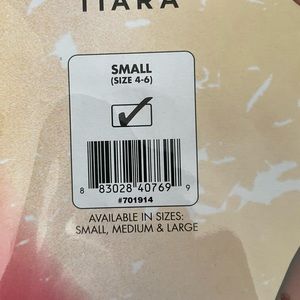 TIARA
SMALL
(SIZE 4-6)
8 83028 40769 9
#701914
AVAILABLE IN SIZES:
SMALL, MEDIUM & LARGE